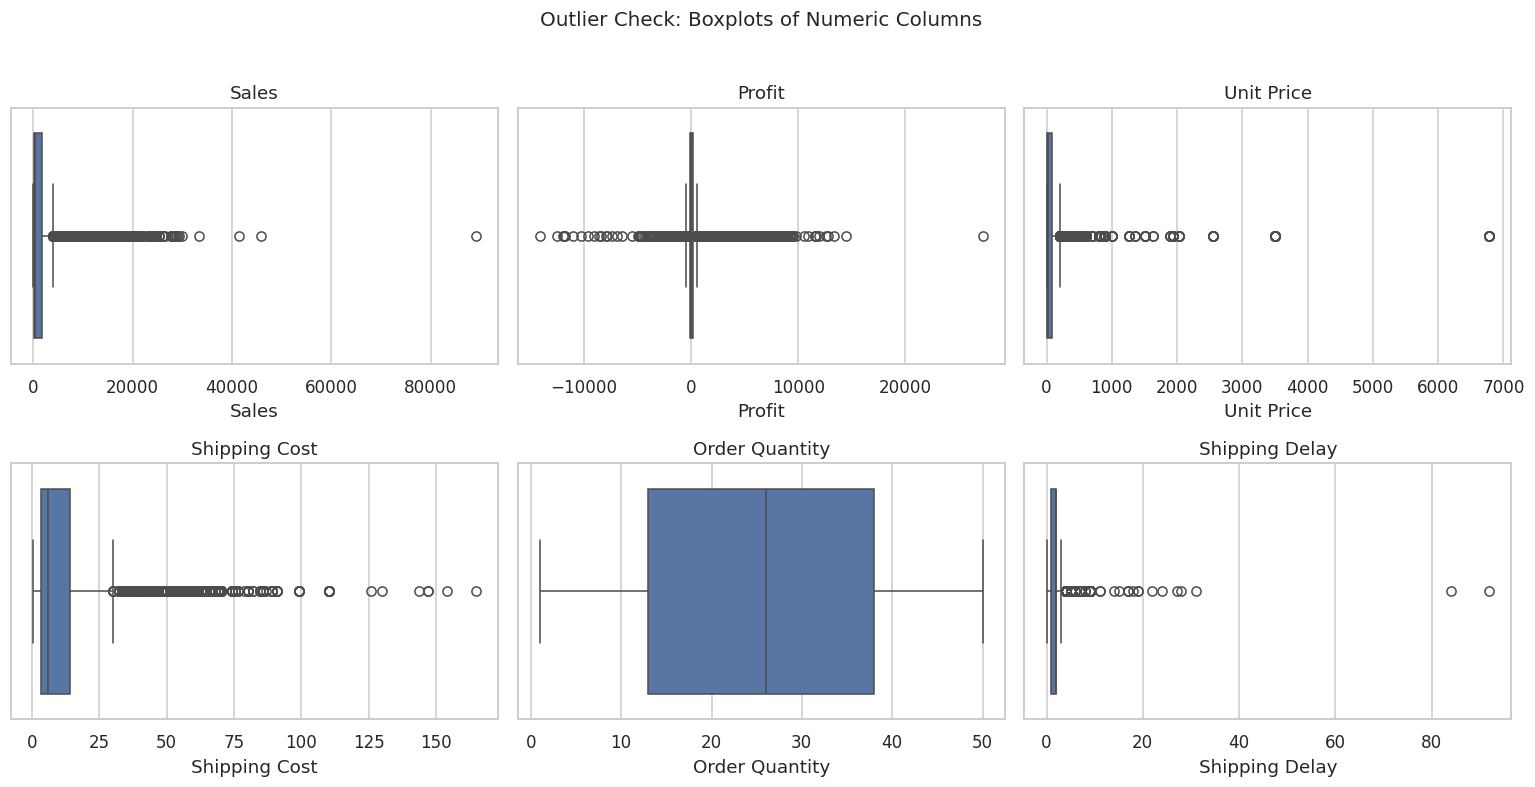 Outlier Check: Boxplots of Numeric Columns
Sales
Profit
Unit Price
0 20000 40000 60000 80000
−10000 0 10000 20000
0 1000 2000 3000 4000 5000 6000 7000
Sales
Profit
Unit Price
Shipping Cost
Order Quantity
Shipping Delay
0 25 50 75 100 125 150
0 10 20 30 40 50
0 20 40 60 80
Shipping Cost
Order Quantity
Shipping Delay